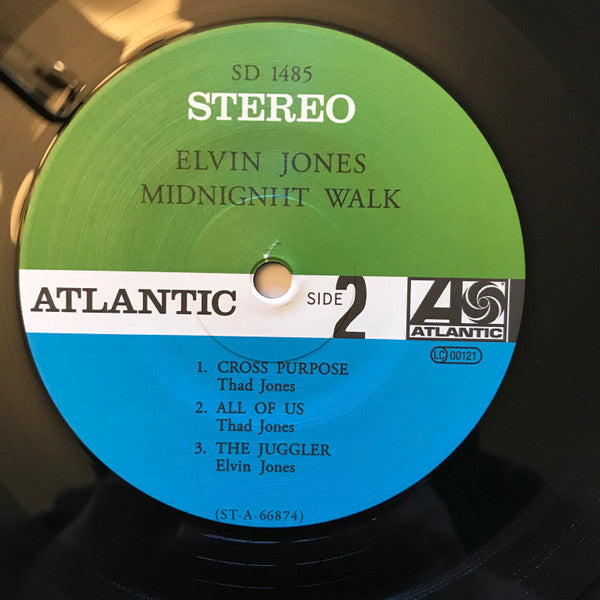 SD 1485
STEREO
ELVIN JONES
MIDNIGNHT WALK
ATLANTIC SIDE 2
ATLANTIC
LC 00121
1. CROSS PURPOSE
Thad Jones
2. ALL OF US
Thad Jones
3. THE JUGGLER
Elvin Jones
(ST-A-66874)